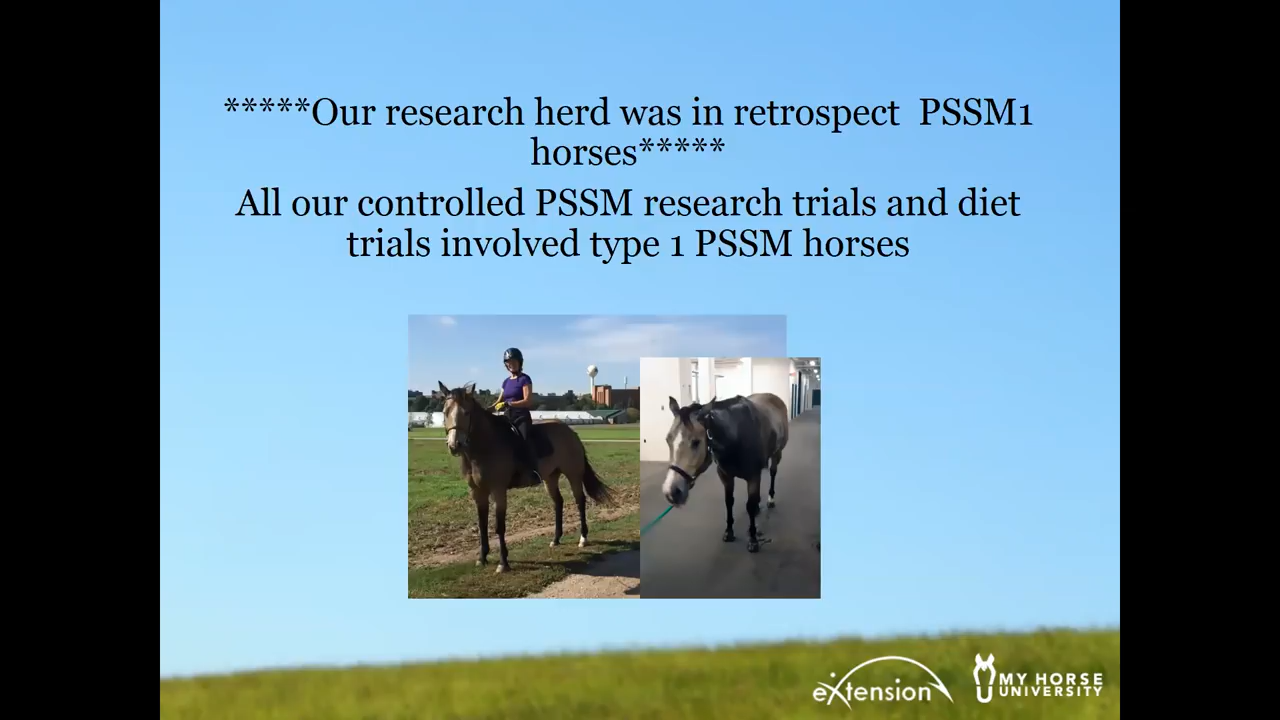 *****Our research herd was in retrospect  PSSM1
horses*****
All our controlled PSSM research trials and diet
trials involved type 1 PSSM horses
eXtension
MY HORSE
UNIVERSITY